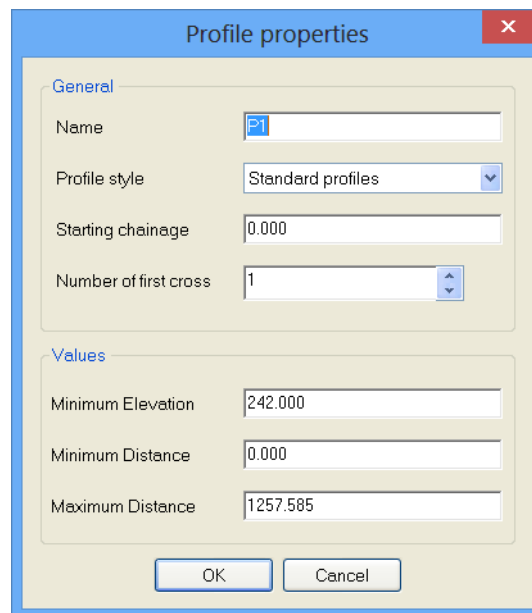 Profile properties
General
Name P1
Profile style Standard profiles
Starting chainage 0.000
Number of first cross 1
Values
Minimum Elevation 242.000
Minimum Distance 0.000
Maximum Distance 1257.585
OK Cancel